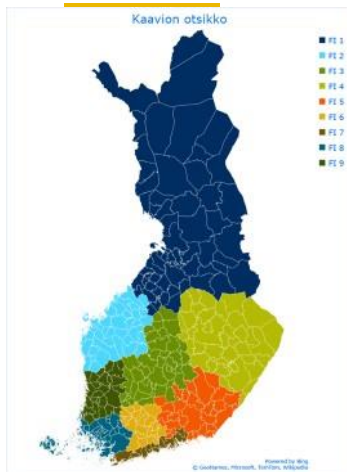 Kaavion otsikko
FI 1
FI 2
FI 3
FI 4
FI 5
FI 6
FI 7
FI 8
FI 9
Powered by Bing
© GeoNames, Microsoft, TomTom, Wikipedia